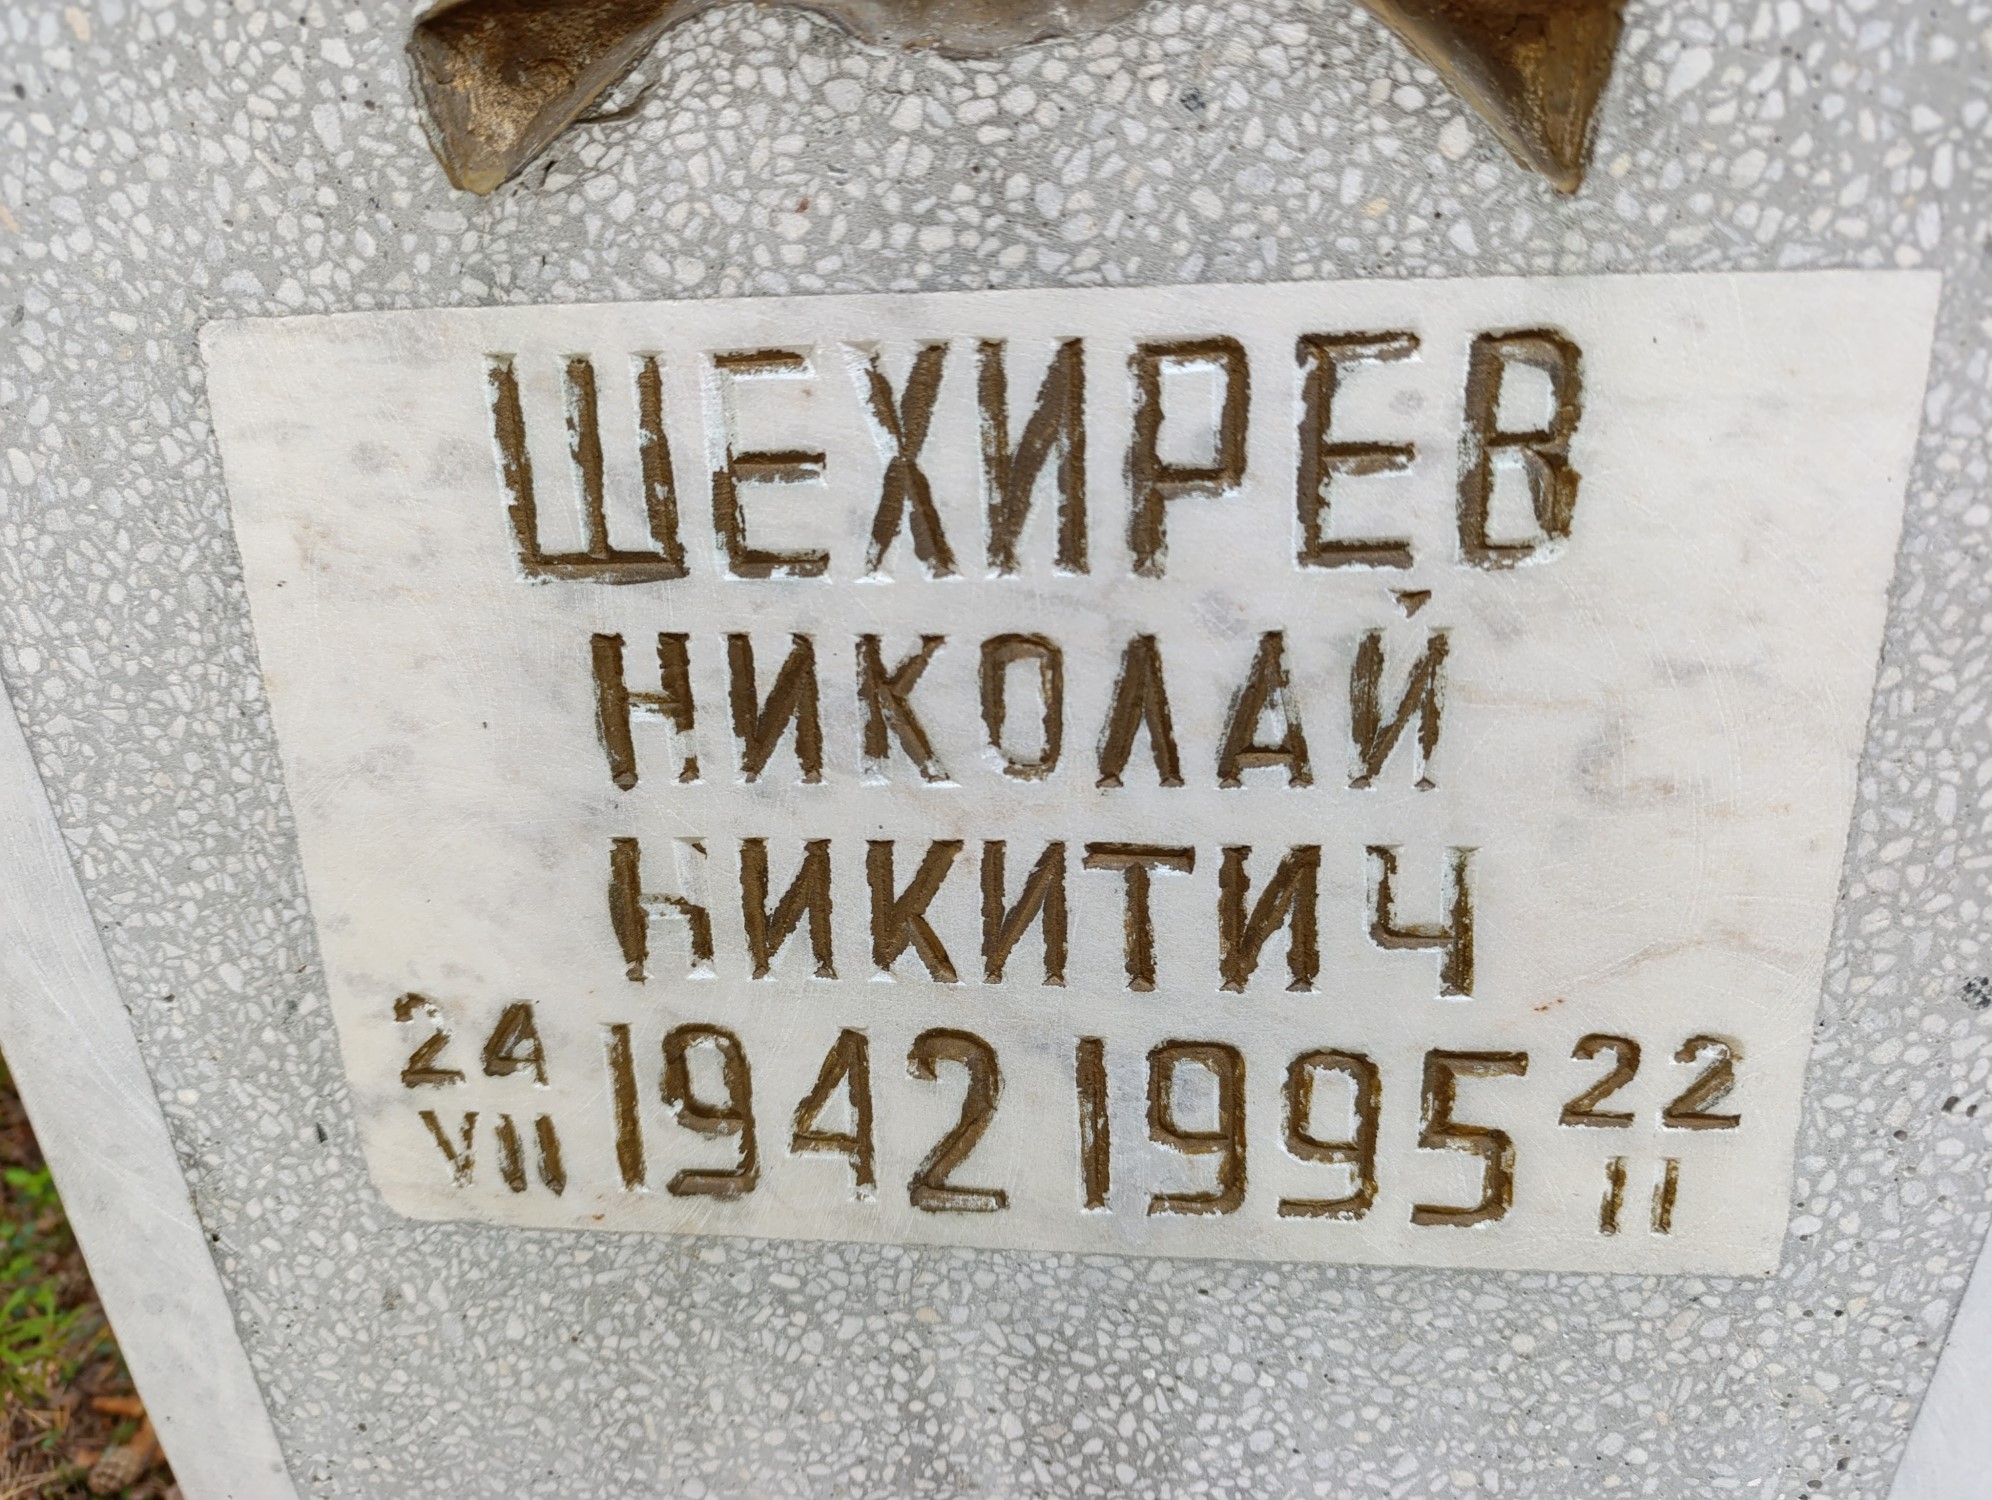 ШЕХИРЕВ
НИКОЛАЙ
НИКИТИЧ
24 VII 1942 1995 22 II